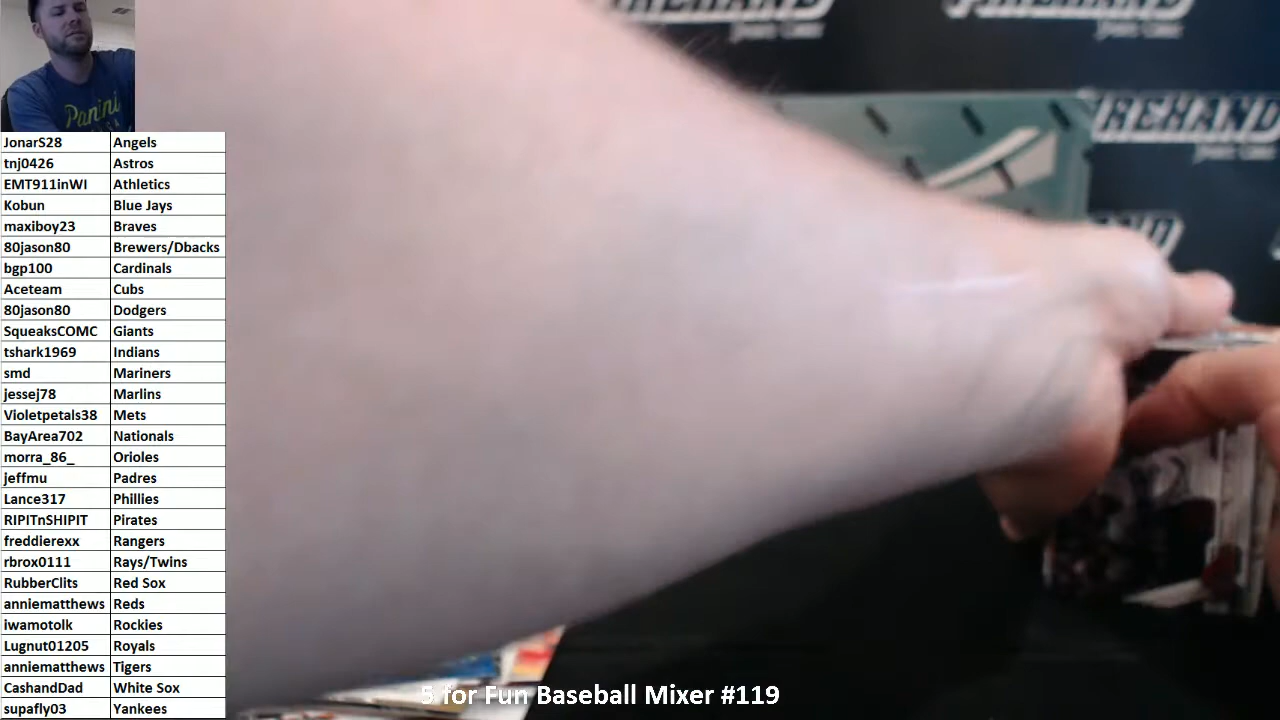 REHAND
Panini
JonarS28 Angels
tnj0426 Astros
EMT911inWI Athletics
Kobun Blue Jays
maxiboy23 Braves
80jason80 Brewers/Dbacks
bgp100 Cardinals
Aceteam Cubs
80jason80 Dodgers
SqueaksCOMC Giants
tshark1969 Indians
smd Mariners
jessej78 Marlins
Violetpetals38 Mets
BayArea702 Nationals
morra_86_ Orioles
jeffmu Padres
Lance317 Phillies
RIPITnSHIPIT Pirates
freddierexx Rangers
rbrox0111 Rays/Twins
RubberClits Red Sox
anniematthews Reds
iwamotolk Rockies
Lugnut01205 Royals
anniematthews Tigers
CashandDad White Sox
supafly03 Yankees
5 for Fun Baseball Mixer #119